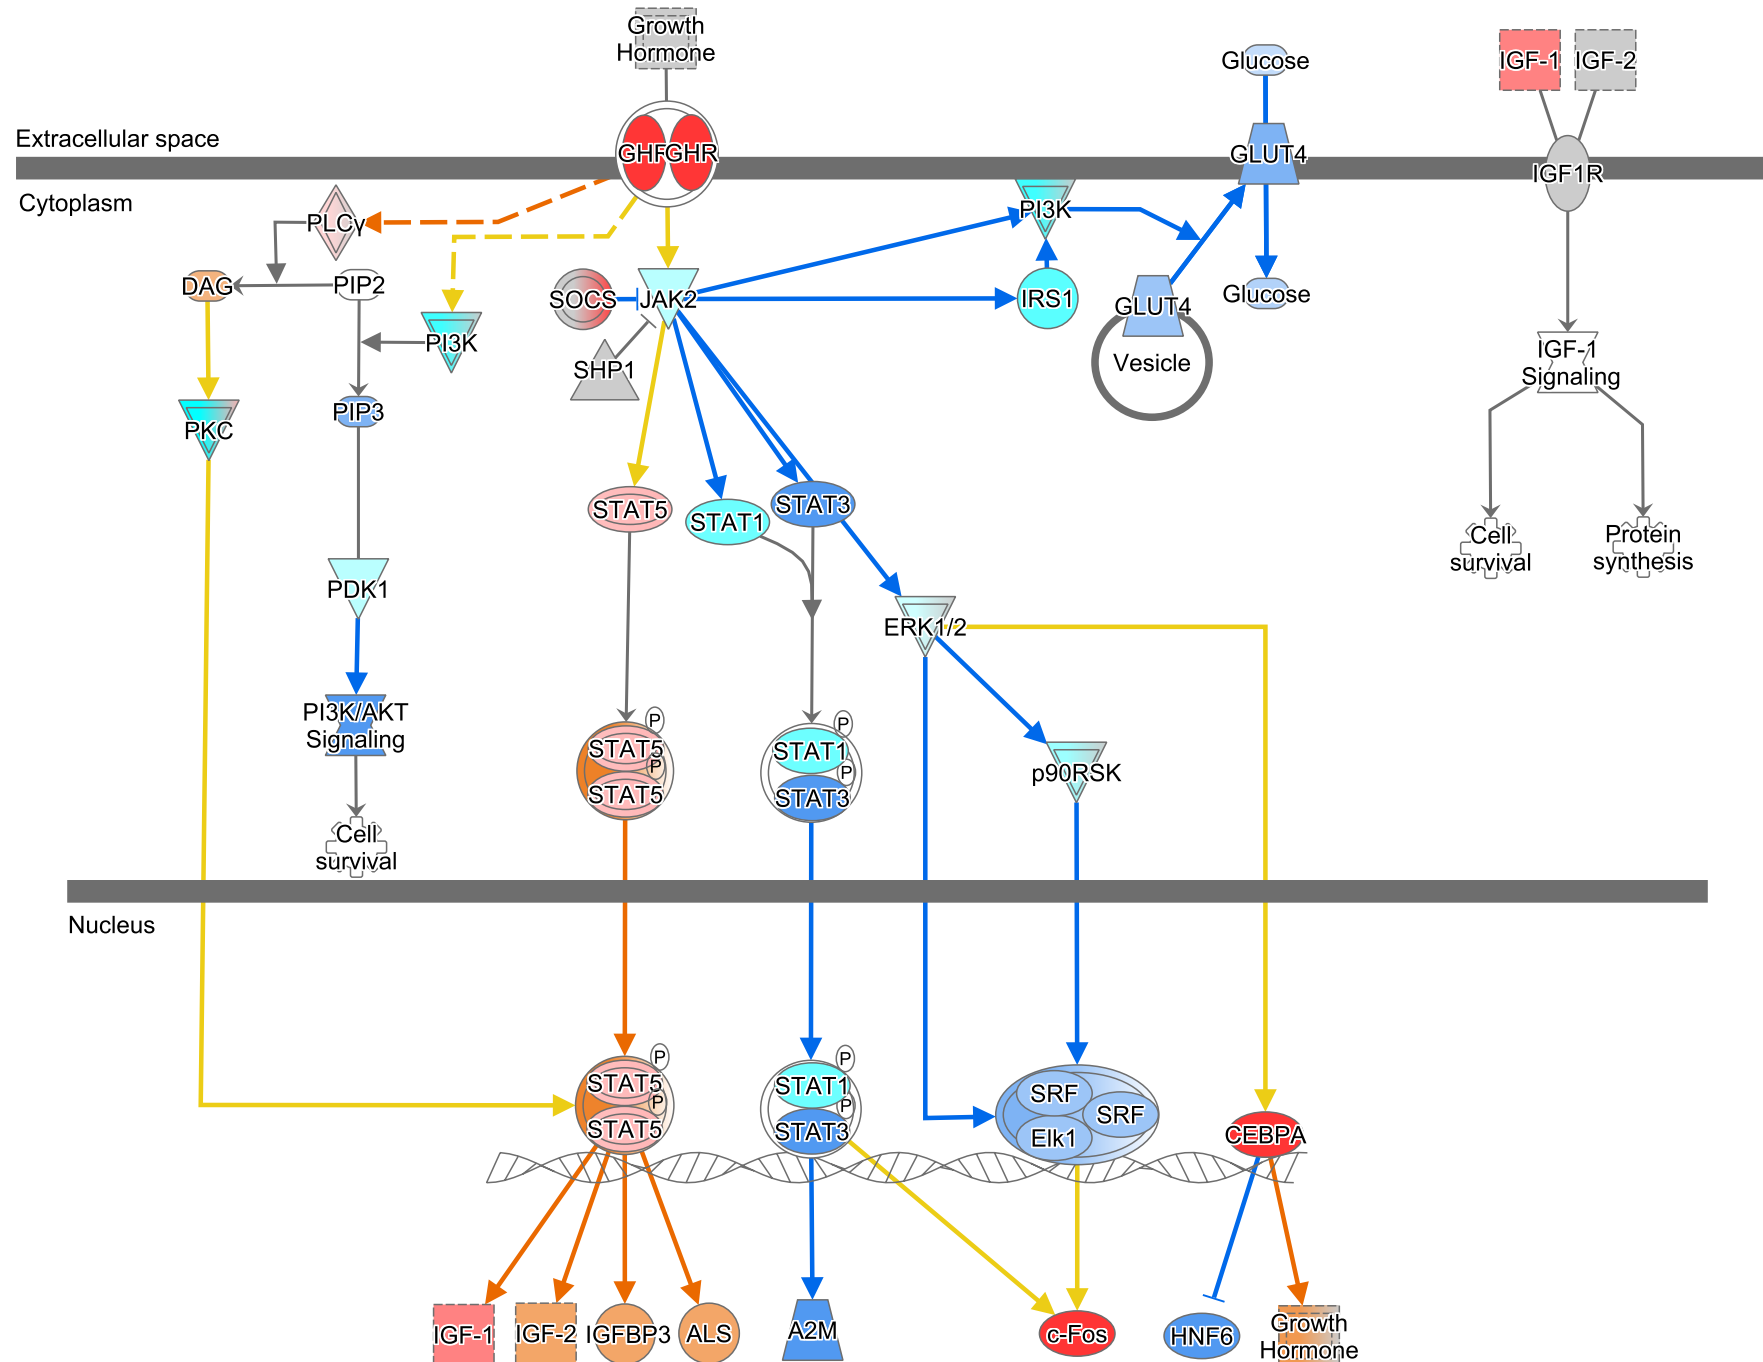 Growth
Hormone
Glucose
IGF-1
IGF-2
Extracellular space
GHR
GHR
GLUT4
IGF1R
Cytoplasm
PLCγ
PI3K
DAG
PIP2
SOCS
JAK2
IRS1
GLUT4
Glucose
PI3K
SHP1
Vesicle
IGF-1
Signaling
PIP3
PKC
STAT5
STAT1
STAT3
Cell
survival
Protein
synthesis
PDK1
ERK1/2
PI3K/AKT
Signaling
P
STAT5
P
STAT5
P
STAT1
P
STAT3
p90RSK
Cell
survival
Nucleus
P
STAT5
P
STAT5
P
STAT1
P
STAT3
SRF
SRF
Elk1
CEBPA
IGF-1
IGF-2
IGFBP3
ALS
A2M
c-Fos
HNF6
Growth
Hormone